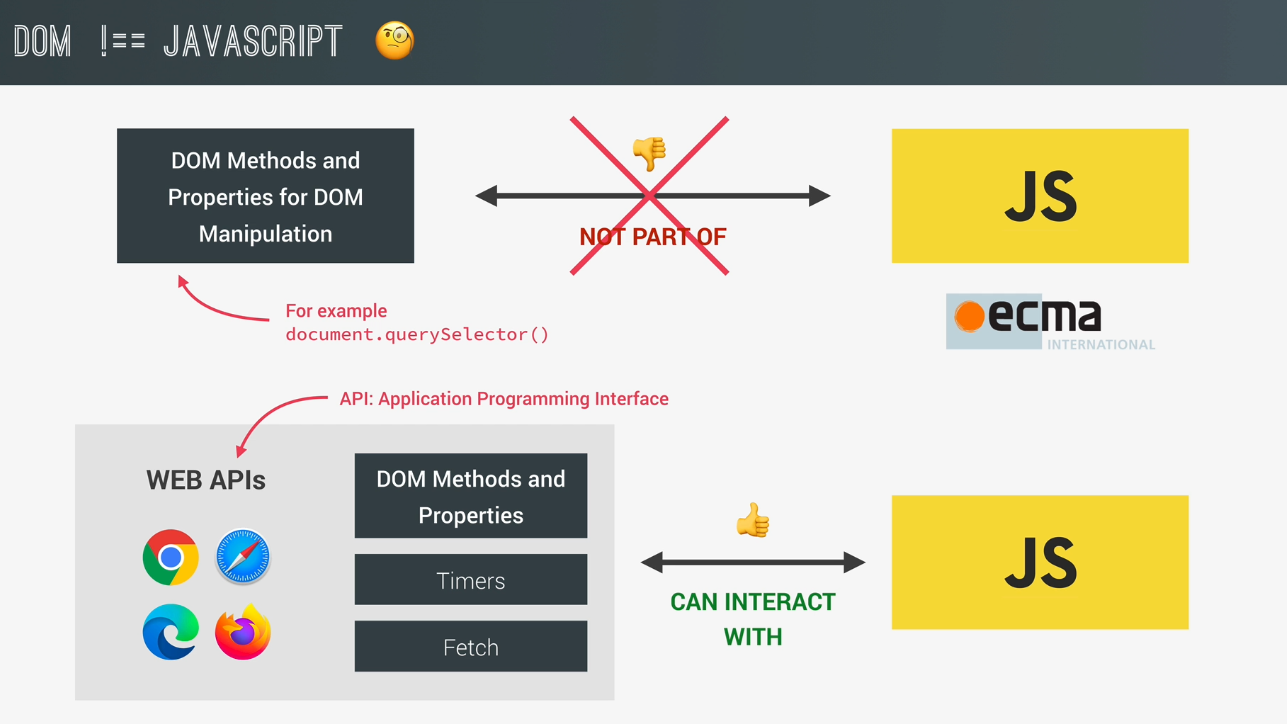 DOM !== JAVASCRIPT
DOM Methods and
Properties for DOM
Manipulation
NOT PART OF
JS
For example
document.querySelector()
ecma
INTERNATIONAL
API: Application Programming Interface
WEB APIs
DOM Methods and
Properties
Timers
Fetch
CAN INTERACT
WITH
JS